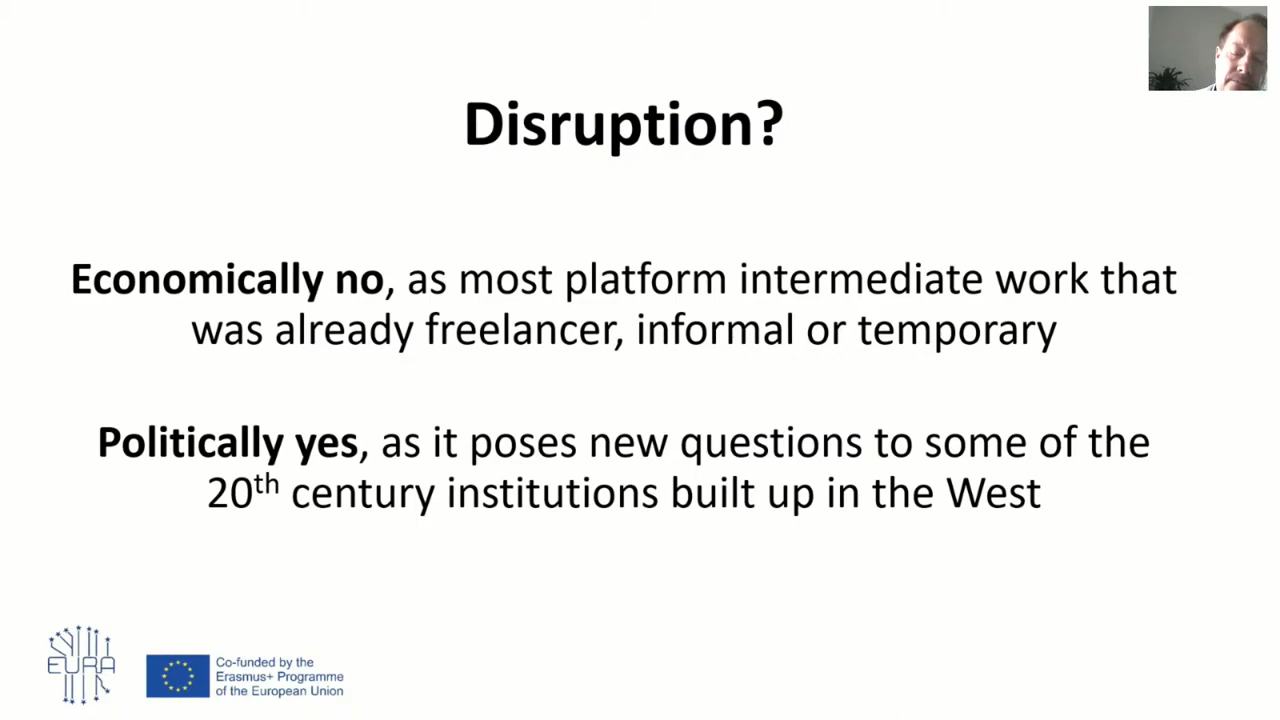 Disruption?
Economically no, as most platform intermediate work that
was already freelancer, informal or temporary
Politically yes, as it poses new questions to some of the
20th century institutions built up in the West
EURA
Co-funded by the
Erasmus+ Programme
of the European Union